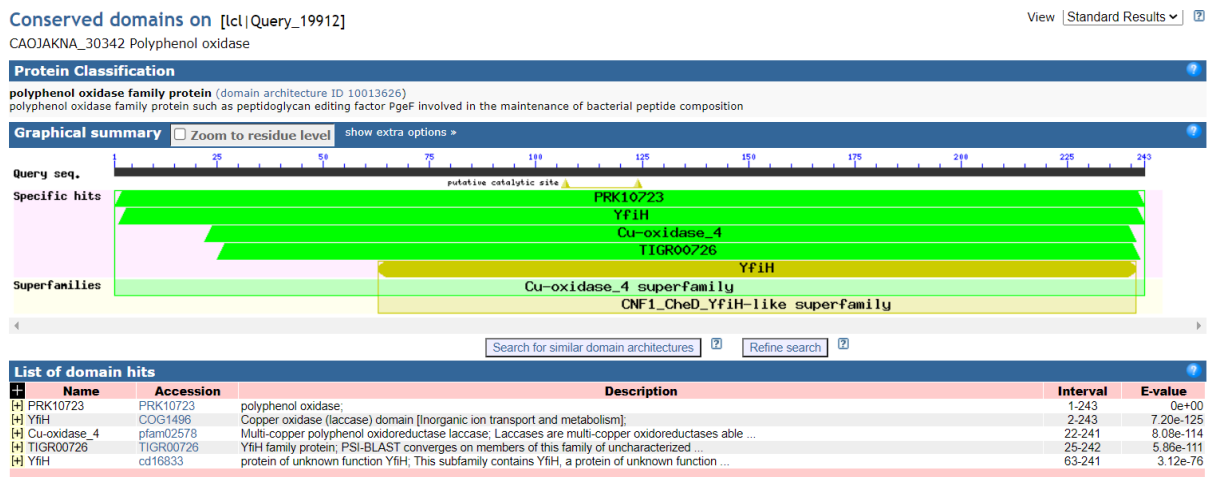 Conserved domains on [lcl|Query_19912]
View Standard Results
CAOJAKNA_30342 Polyphenol oxidase
Protein Classification
polyphenol oxidase family protein (domain architecture ID 10013626)
polyphenol oxidase family protein such as peptidoglycan editing factor PgeF involved in the maintenance of bacterial peptide composition
Graphical summary Zoom to residue level show extra options »
1 25 50 75 100 125 150 175 200 225 243
Query seq.
putative catalytic site
Specific hits PRK10723
YfiH
Cu-oxidase_4
TIGR00726
YfiH
Superfamilies Cu-oxidase_4 superfamily
CNF1_CheD_YfiH-like superfamily
Search for similar domain architectures ? Refine search ?
List of domain hits
+ Name Accession Description Interval E-value
[+] PRK10723 PRK10723 polyphenol oxidase; 1-243 0e+00
[+] YfiH COG1496 Copper oxidase (laccase) domain [Inorganic ion transport and metabolism]; 2-243 7.20e-125
[+] Cu-oxidase_4 pfam02578 Multi-copper polyphenol oxidoreductase laccase; Laccases are multi-copper oxidoreductases able ... 22-241 8.08e-114
[+] TIGR00726 TIGR00726 YfiH family protein; PSI-BLAST converges on members of this family of uncharacterized ... 25-242 5.86e-111
[+] YfiH cd16833 protein of unknown function YfiH; This subfamily contains YfiH, a protein of unknown function ... 63-241 3.12e-76